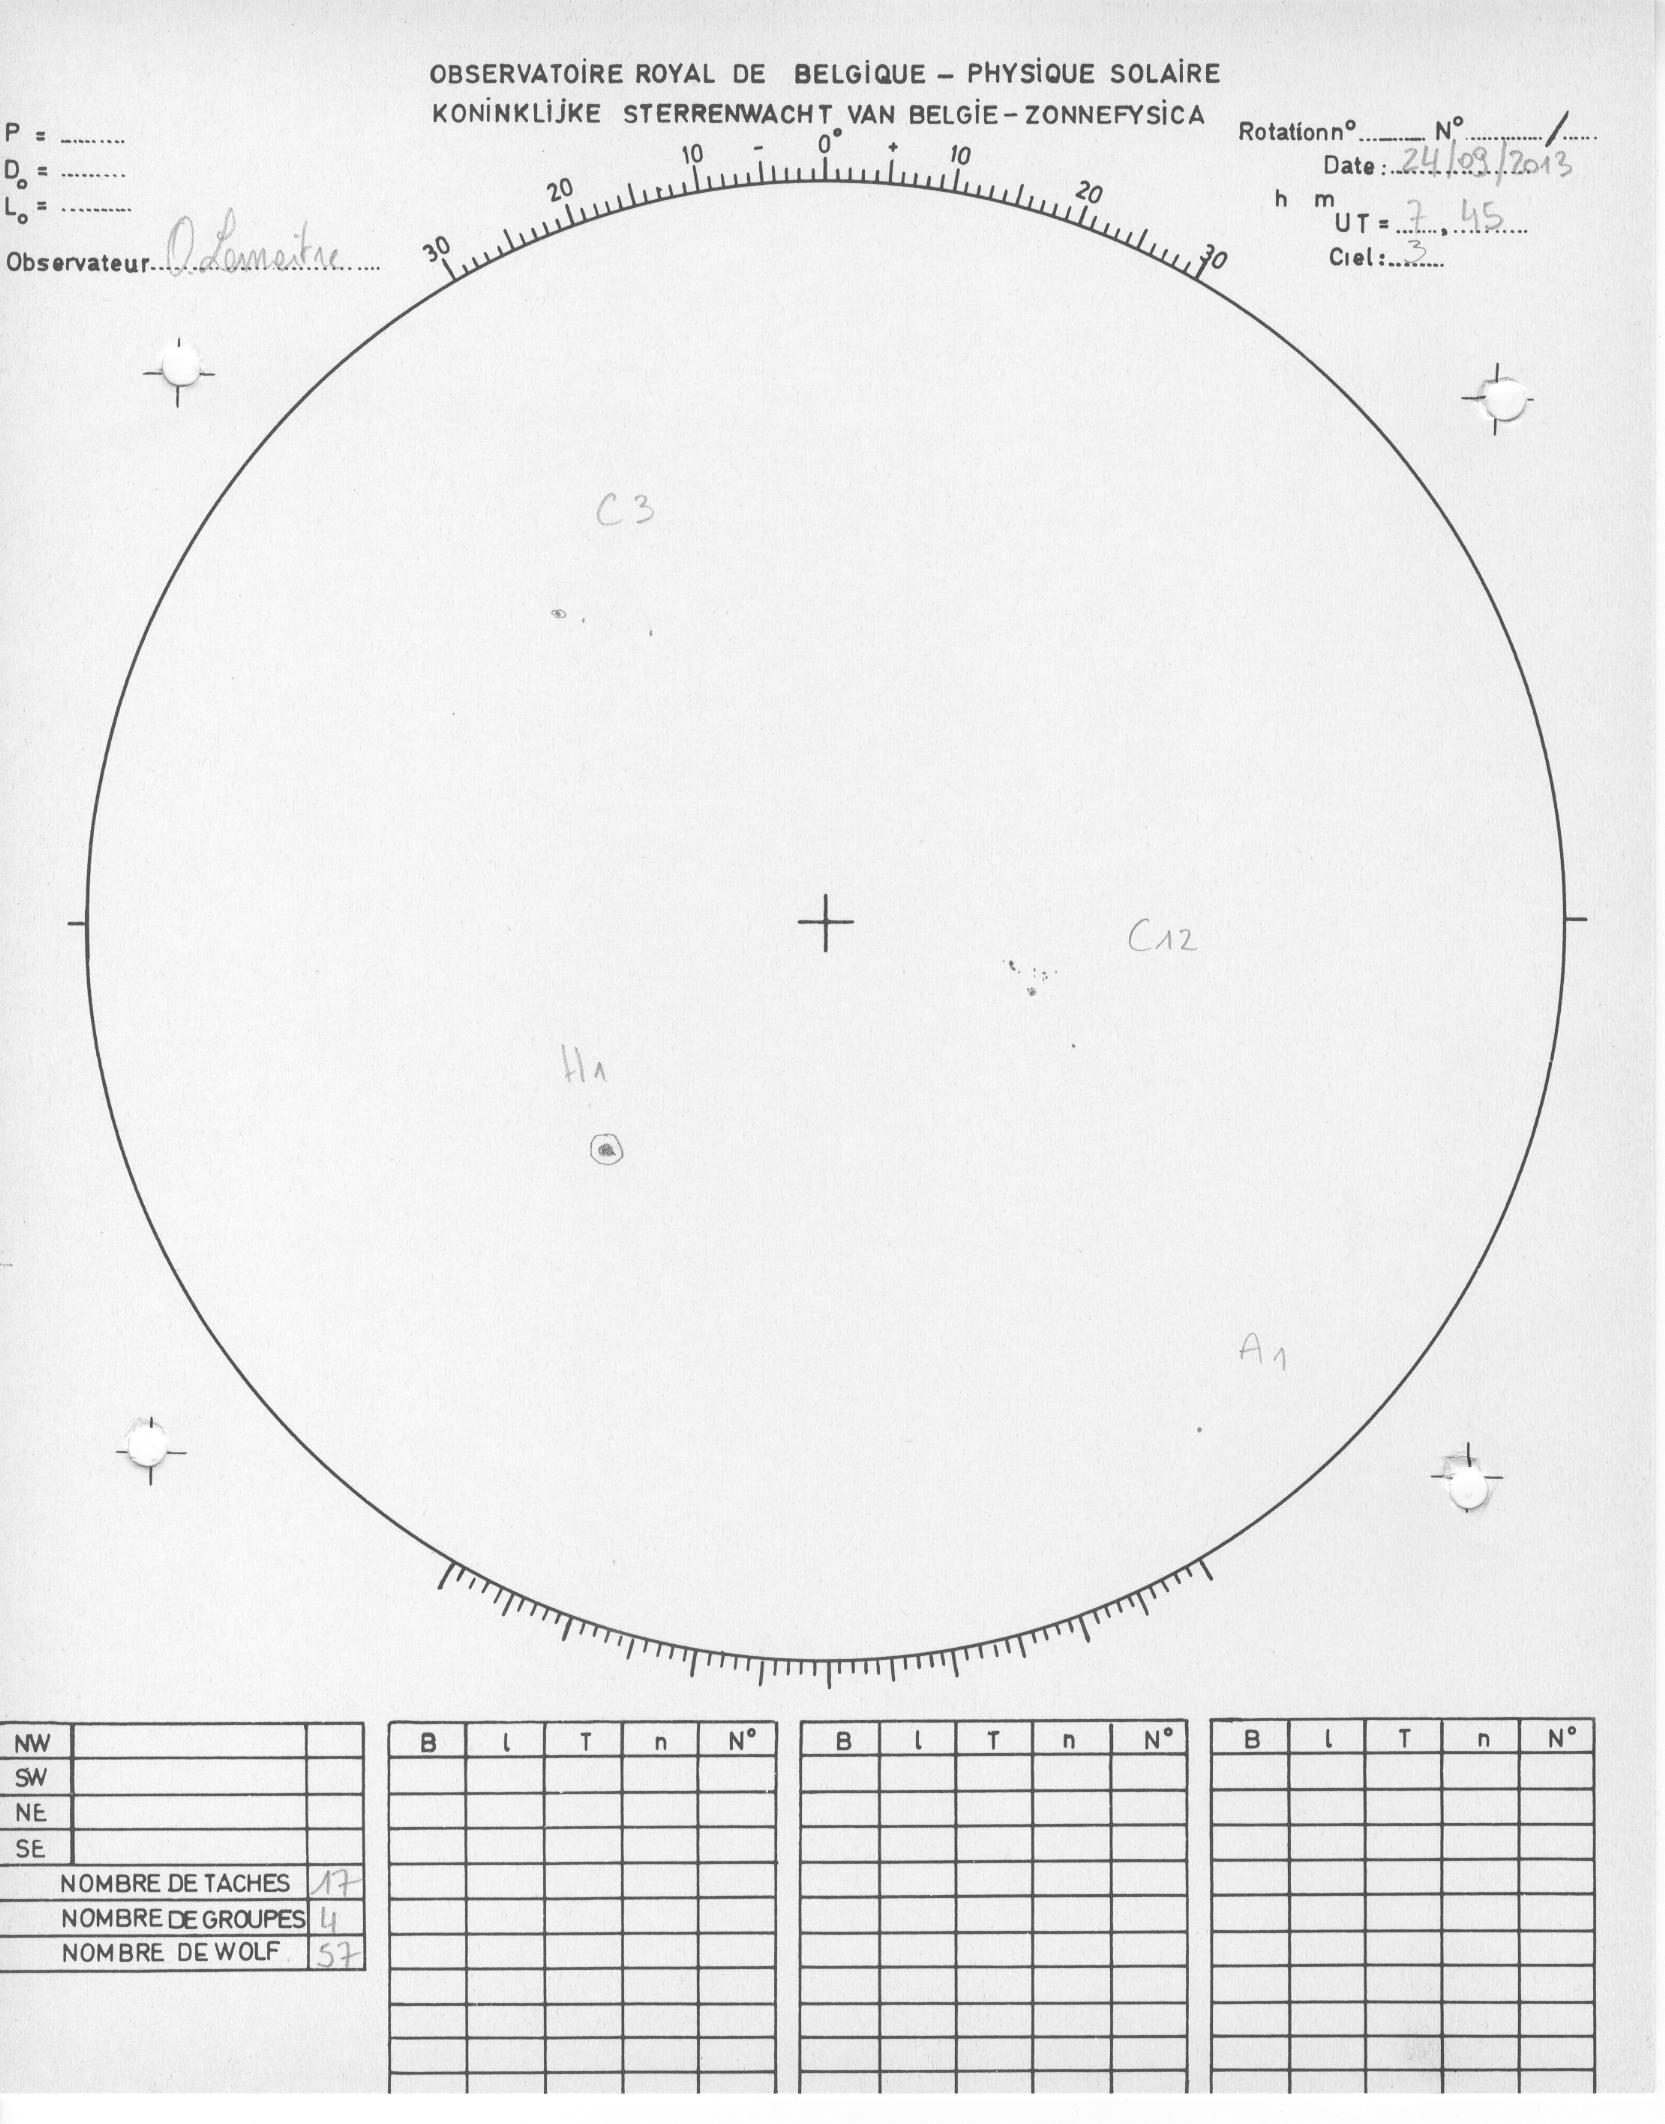 OBSERVATOIRE ROYAL DE BELGIQUE – PHYSIQUE SOLAIRE
KONINKLIJKE STERRENWACHT VAN BELGIE – ZONNEFYSICA
P = ........
D₀ = ........
L₀ = ........
Observateur O. Lemaitre
Rotation n° ........ N° ......../.....
Date : 24/09/2013
h m
UT = 7, 45
Ciel : 3
30 20 10 - 0° + 10 20 30
C3
C12
H1
A1
NW
SW
NE
SE
NOMBRE DE TACHES 17
NOMBRE DE GROUPES 4
NOMBRE DE WOLF 57
B l T n N°
B l T n N°
B l T n N°